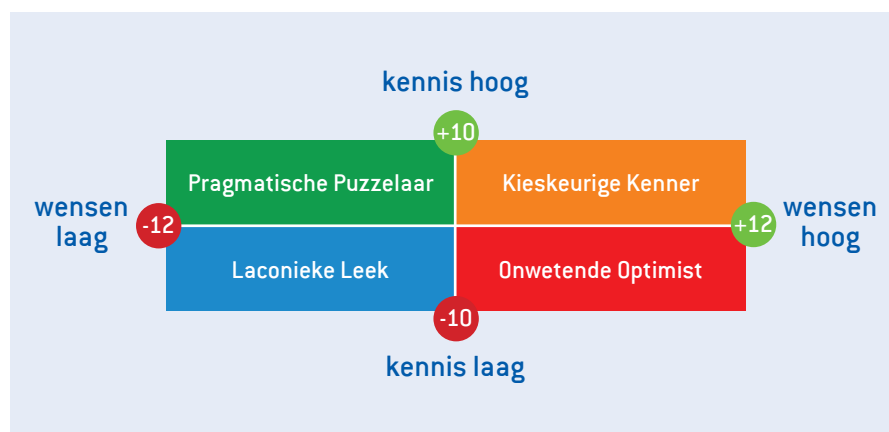 kennis hoog
+10
Pragmatische Puzzelaar
Kieskeurige Kenner
wensen
laag
-12
+12
wensen
hoog
Laconieke Leek
Onwetende Optimist
-10
kennis laag